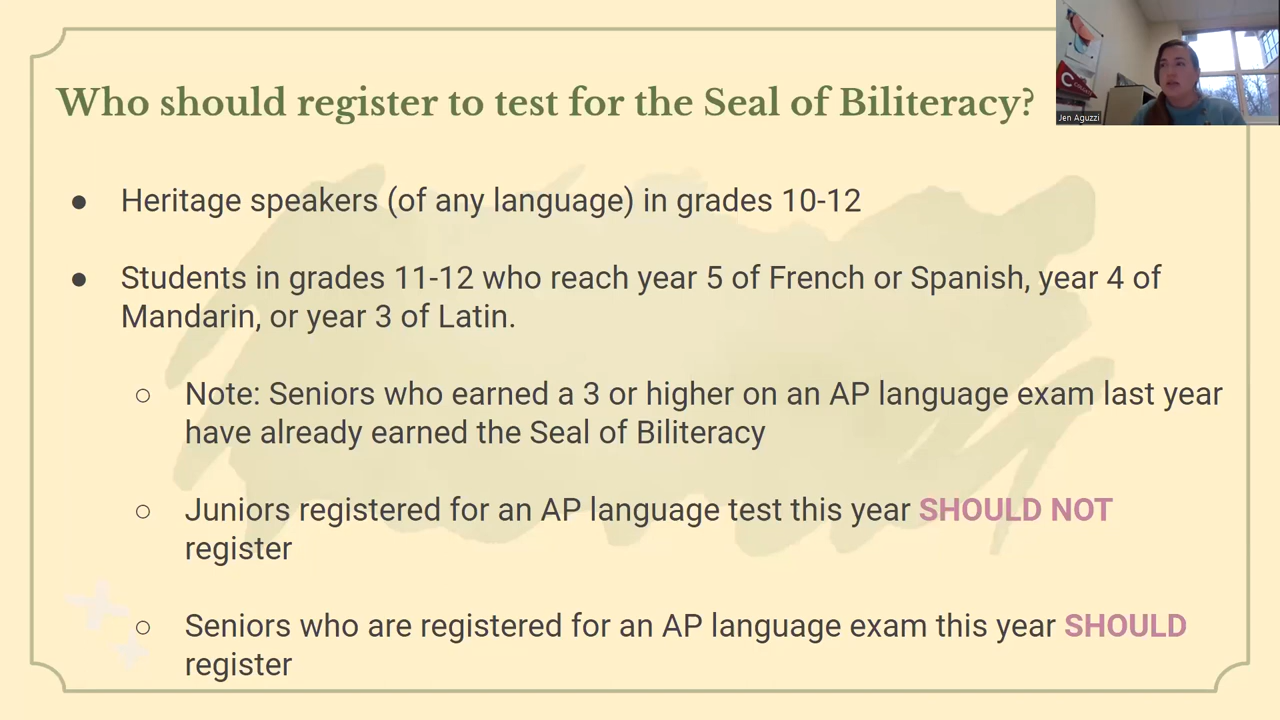 Who should register to test for the Seal of Biliteracy?
Jen Aguzzi
● Heritage speakers (of any language) in grades 10-12
● Students in grades 11-12 who reach year 5 of French or Spanish, year 4 of
Mandarin, or year 3 of Latin.
○ Note: Seniors who earned a 3 or higher on an AP language exam last year
have already earned the Seal of Biliteracy
○ Juniors registered for an AP language test this year SHOULD NOT
register
○ Seniors who are registered for an AP language exam this year SHOULD
register